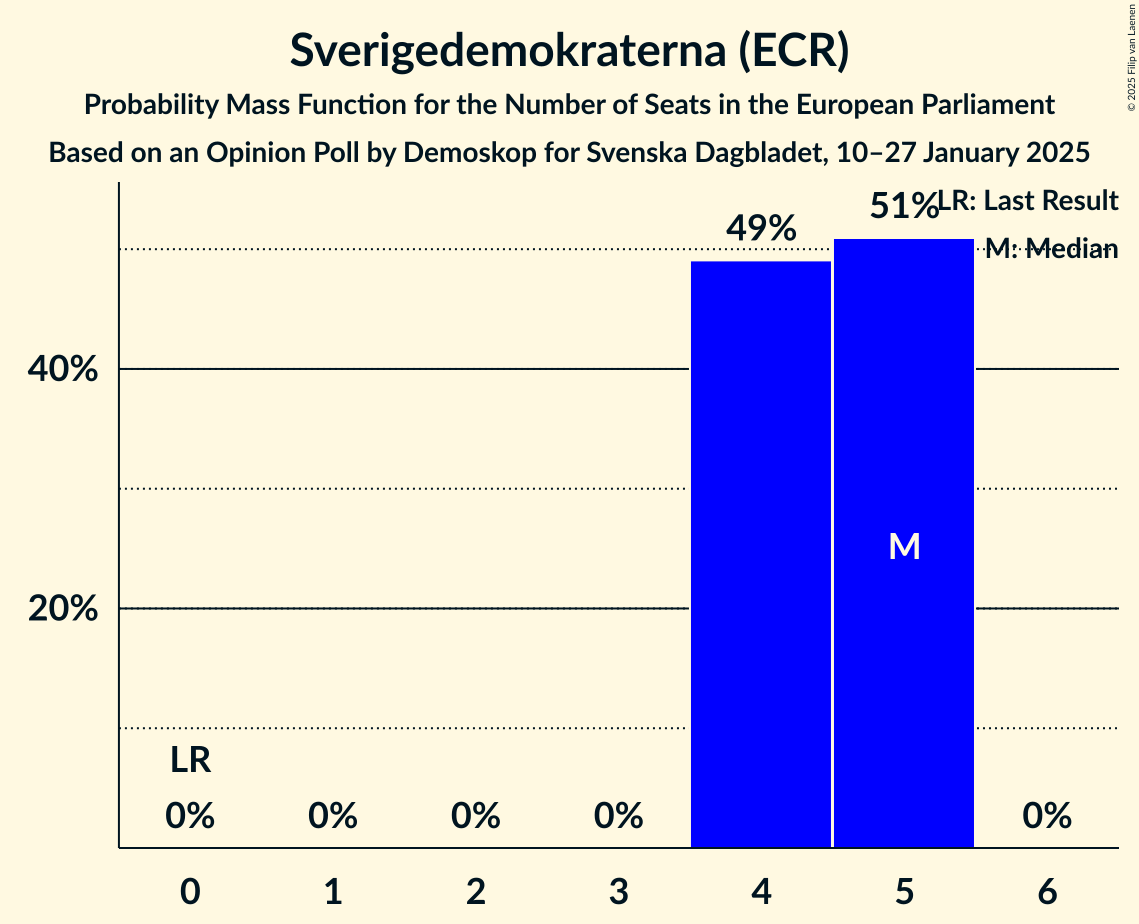 Sverigedemokraterna (ECR)
Probability Mass Function for the Number of Seats in the European Parliament
Based on an Opinion Poll by Demoskop for Svenska Dagbladet, 10–27 January 2025
© 2025 Filip van Laenen
LR: Last Result
M: Median
49%
51%
40%
20%
M
LR
0%
0%
0%
0%
0%
0
1
2
3
4
5
6